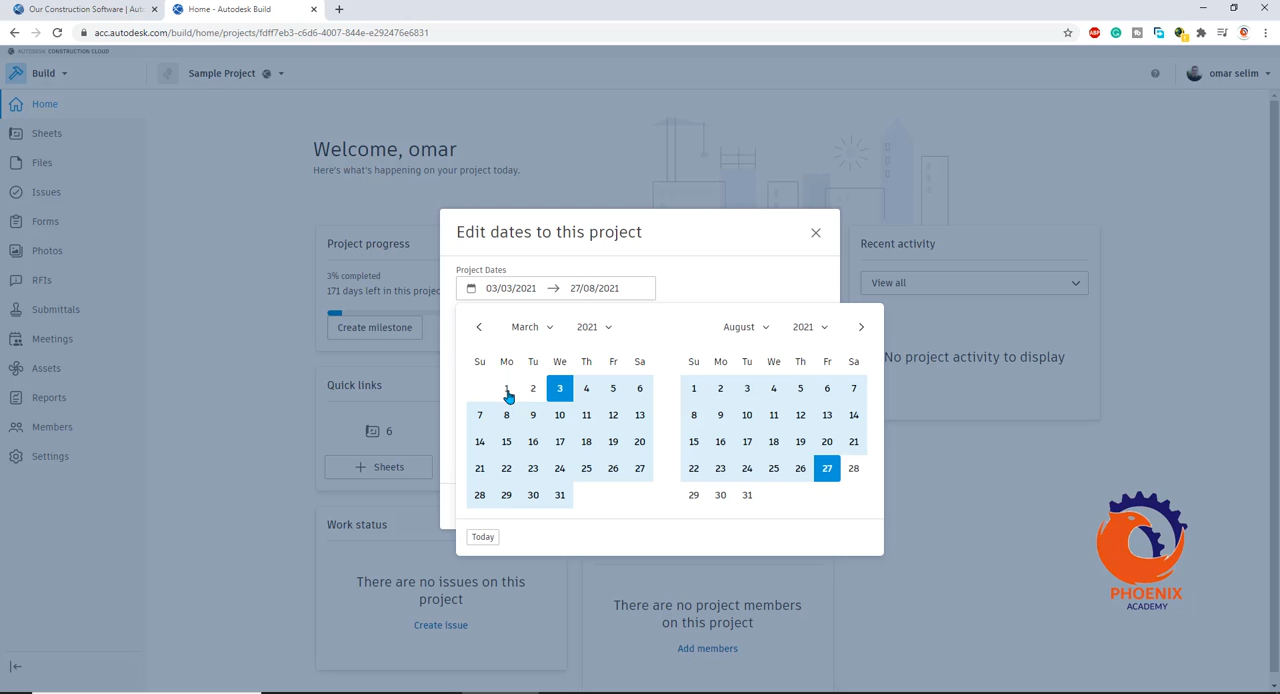 Our Construction Software | Aut
Home - Autodesk Build
acc.autodesk.com/build/home/projects/fdff7eb3-c6d6-4007-844e-e292476e6831
AUTODESK CONSTRUCTION CLOUD
Build
Sample Project
omar selim
Home
Sheets
Files
Issues
Forms
Photos
RFIs
Submittals
Meetings
Assets
Reports
Members
Settings
Welcome, omar
Here's what's happening on your project today.
Project progress
3% completed
171 days left in this projec
Create milestone
Quick links
6
Sheets
Work status
There are no issues on this
project
Create issue
Edit dates to this project
Project Dates
03/03/2021 → 27/08/2021
March 2021
Su Mo Tu We Th Fr Sa
1 2 3 4 5 6
7 8 9 10 11 12 13
14 15 16 17 18 19 20
21 22 23 24 25 26 27
28 29 30 31
August 2021
Su Mo Tu We Th Fr Sa
1 2 3 4 5 6 7
8 9 10 11 12 13 14
15 16 17 18 19 20 21
22 23 24 25 26 27 28
29 30 31
Today
There are no project members
on this project
Add members
Recent activity
View all
No project activity to display
PHOENIX
ACADEMY